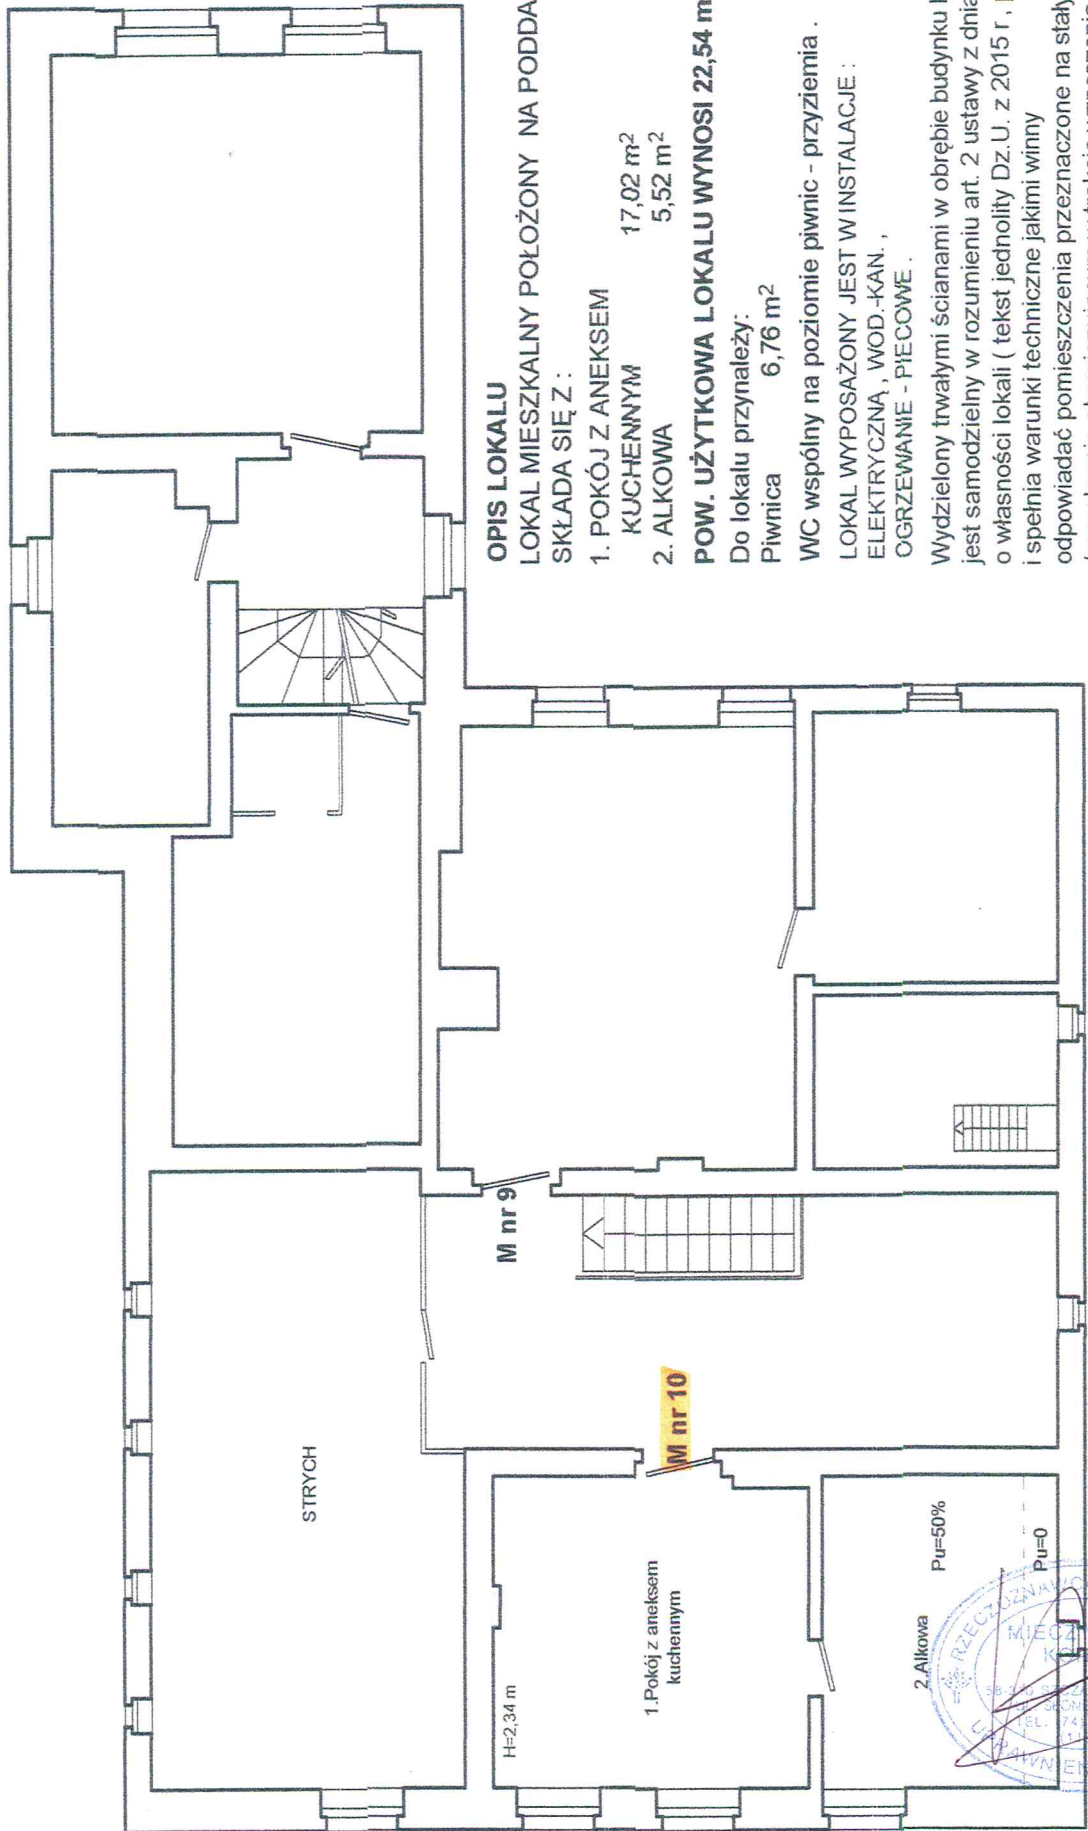 OPIS LOKALU
LOKAL MIESZKALNY POŁOŻONY NA PODDA
SKŁADA SIĘ Z :
1. POKÓJ Z ANEKSEM
KUCHENNYM 17,02 m²
2. ALKOWA 5,52 m²
POW. UŻYTKOWA LOKALU WYNOSI 22,54 m
Do lokalu przynależy:
Piwnica 6,76 m²
WC wspólny na poziomie piwnic - przyziemia .
LOKAL WYPOSAŻONY JEST W INSTALACJE :
ELEKTRYCZNĄ , WOD.-KAN. ,
OGRZEWANIE - PIECOWE .
Wydzielony trwałymi ścianami w obrębie budynku
jest samodzielny w rozumieniu art. 2 ustawy z dnia
o własności lokali ( tekst jednolity Dz.U. z 2015 r ,
i spełnia warunki techniczne jakimi winny
odpowiadać pomieszczenia przeznaczone na stały
STRYCH
M nr 9
M nr 10
H=2,34 m
1.Pokój z aneksem
kuchennym
2.Alkowa
Pu=50%
Pu=0
RZECZOZNAWC
MIECZ